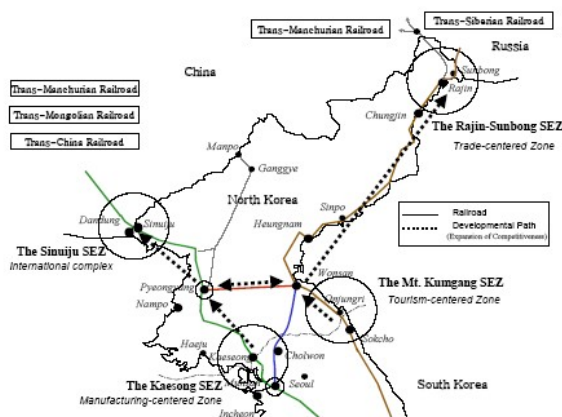 Trans-Siberian Railroad
Trans-Manchurian Railroad
Russia
China
Sunbong
Rajin
Trans-Manchurian Railroad
Trans-Mongolian Railroad
Trans-China Railroad
Chungjin
The Rajin-Sunbong SEZ
Trade-centered Zone
Manpo
Ganggye
North Korea
Sinpo
Dandung
Sinuiju
Heungnam
Railroad
Developmental Path
(Expansion of Competitiveness)
The Sinuiju SEZ
International complex
Pyeongyang
Wonsan
The Mt. Kumgang SEZ
Tourism-centered Zone
Onjungri
Nampo
Haeju
Kaeseong
Cholwon
Sokcho
The Kaesong SEZ
Manufacturing-centered Zone
Seoul
South Korea
Incheon